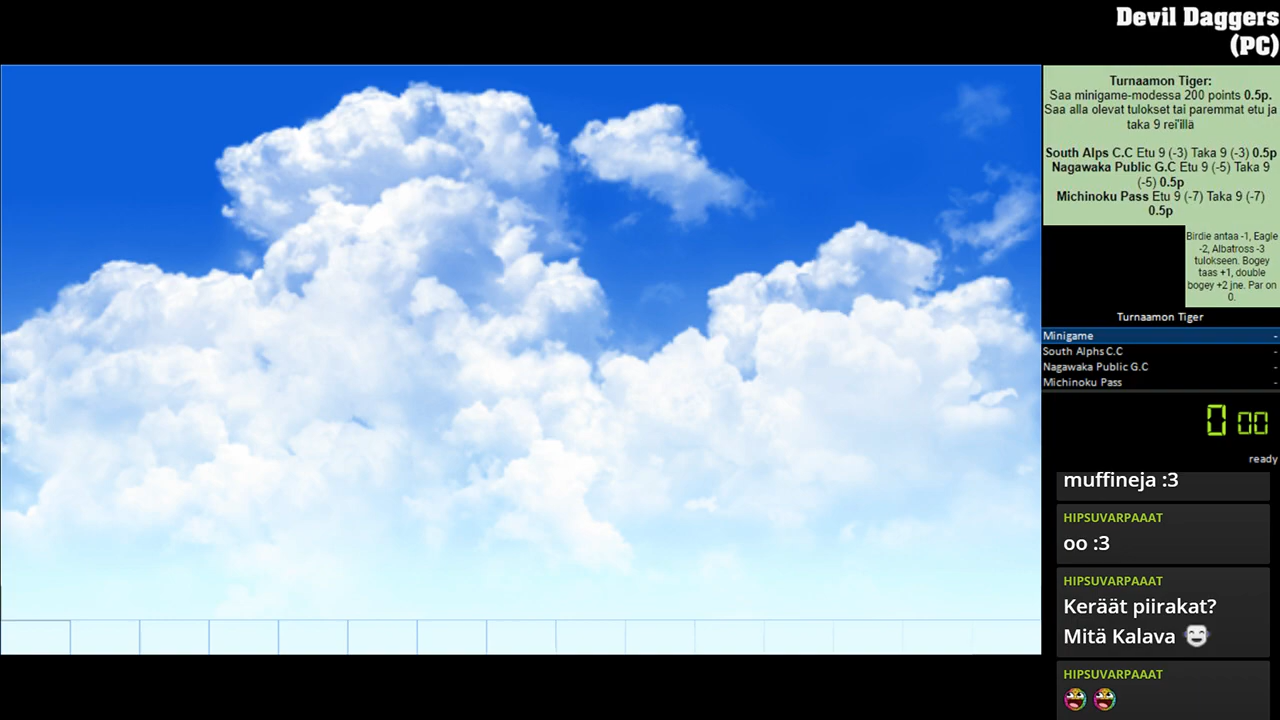 Devil Daggers
(PC)
Turnaamon Tiger:
Saa minigame-modessa 200 points 0.5p.
Saa alla olevat tulokset tai paremmat etu ja
taka 9 rei'illä
South Alps C.C Etu 9 (-3) Taka 9 (-3) 0.5p
Nagawaka Public G.C Etu 9 (-5) Taka 9
(-5) 0.5p
Michinoku Pass Etu 9 (-7) Taka 9 (-7)
0.5p
Birdie antaa -1, Eagle
-2, Albatross -3
tulokseen. Bogey
taas +1, double
bogey +2 jne. Par on
0.
Turnaamon Tiger
Minigame -
South Alphs C.C -
Nagawaka Public G.C -
Michinoku Pass -
0 00
ready
muffineja :3
HIPSUVARPAAAT
oo :3
HIPSUVARPAAAT
Keräät piirakat?
Mitä Kalava
HIPSUVARPAAAT